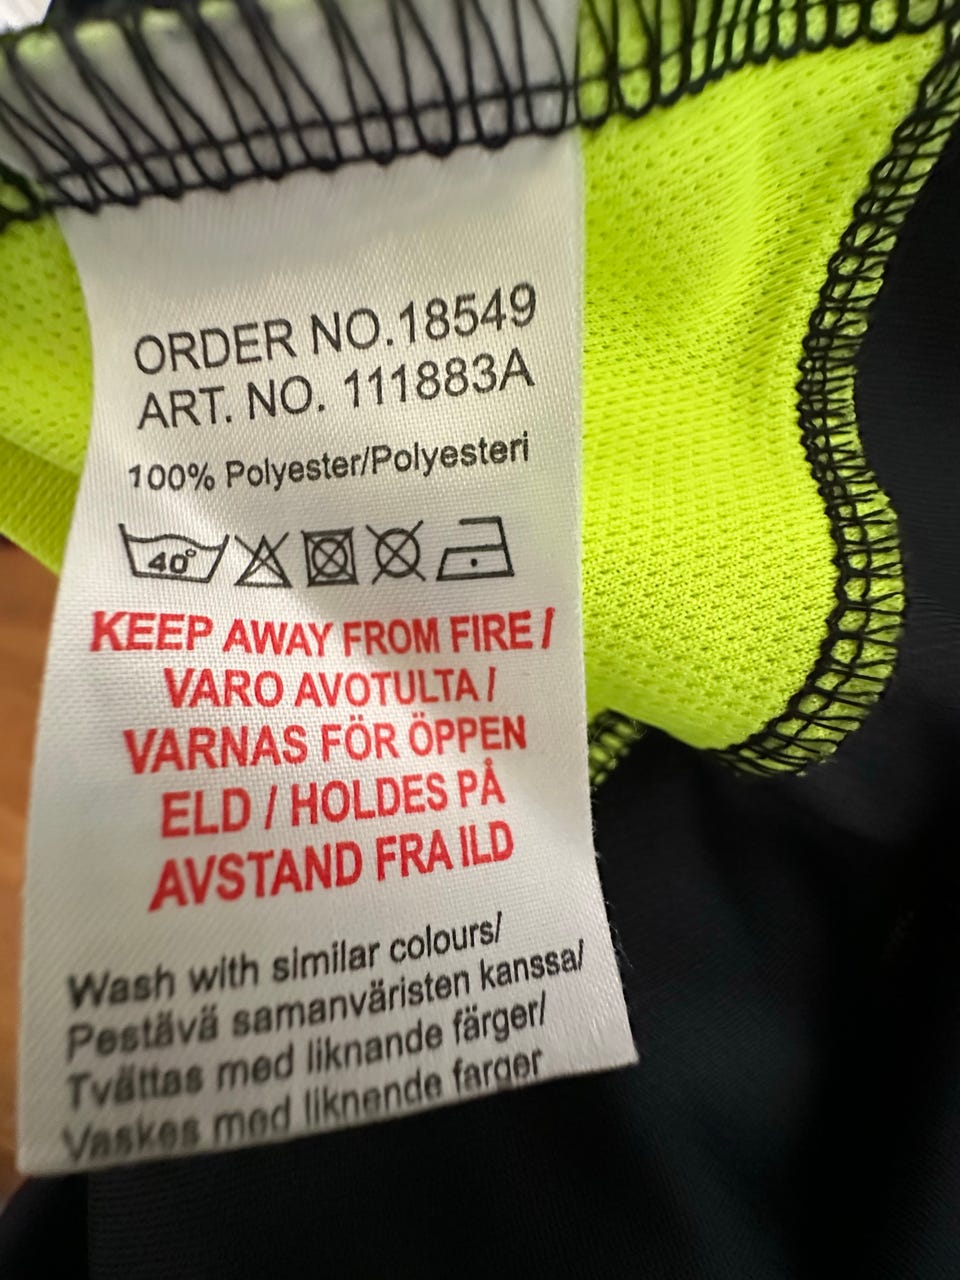 ORDER NO.18549
ART. NO. 111883A
100% Polyester/Polyesteri
40°
KEEP AWAY FROM FIRE /
VARO AVOTULTA /
VARNAS FÖR ÖPPEN
ELD / HOLDES PÅ
AVSTAND FRA ILD
Wash with similar colours/
Pestävä samanväristen kanssa/
Tvättas med liknande färger/
Vaskes med liknende farger